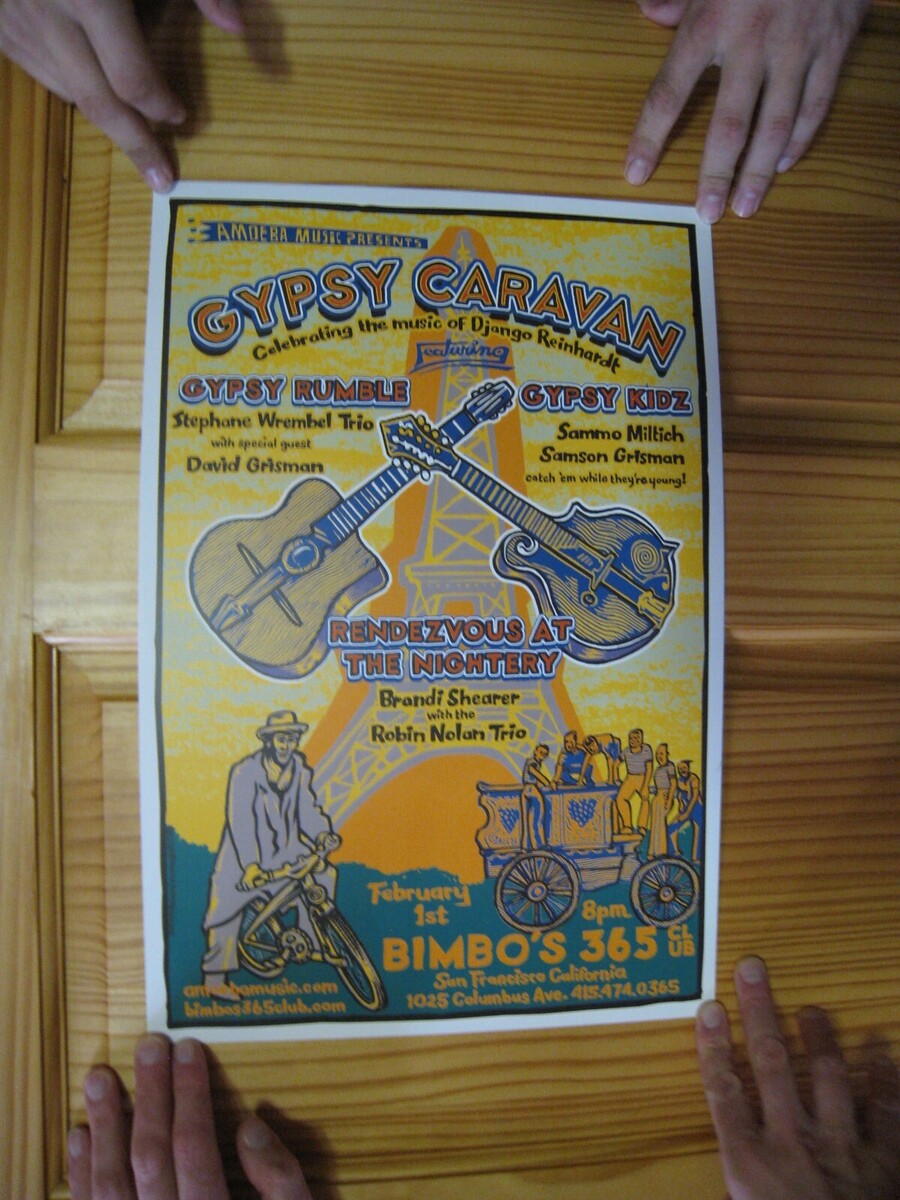 AMOEBA MUSIC PRESENTS
GYPSY CARAVAN
Celebrating the music of Django Reinhardt
Featuring
GYPSY RUMBLE
Stephane Wrembel Trio
with special guest
David Grisman
GYPSY KIDZ
Sammo Miltich
Samson Grisman
catch 'em while they're young!
RENDEZVOUS AT
THE NIGHTERY
Brandi Shearer
with the
Robin Nolan Trio
February
1st
8pm
BIMBO'S 365 CLUB
San Francisco California
1025 Columbus Ave. 415.474.0365
amoebamusic.com
bimbos365club.com